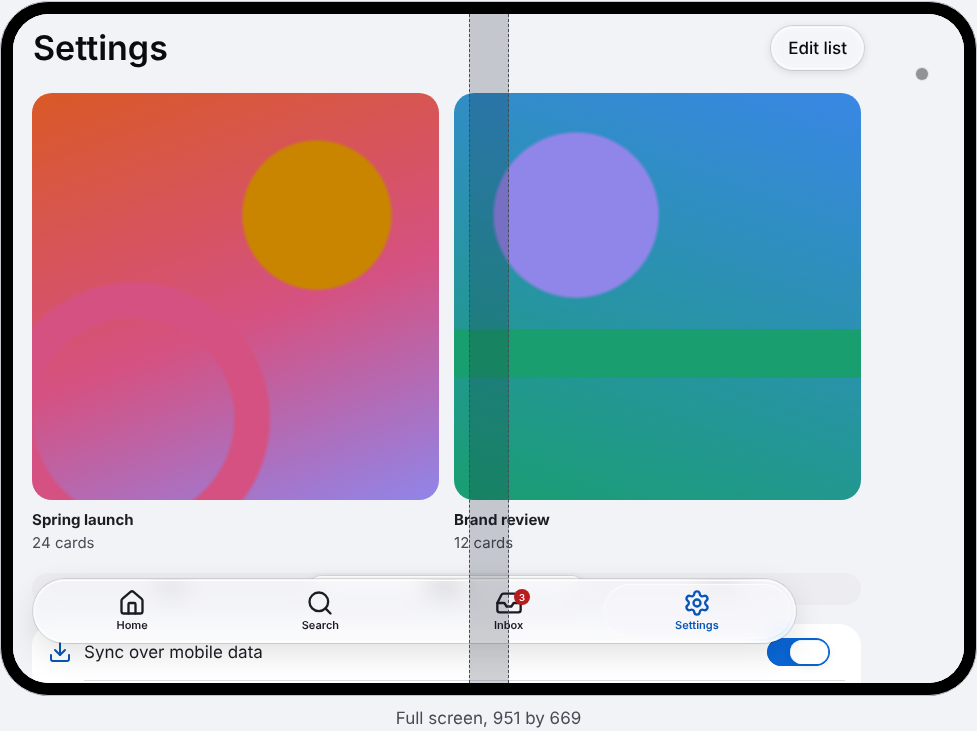 Settings
Edit list
Spring launch
24 cards
Brand review
12 cards
Home
Search
3
Inbox
Settings
Sync over mobile data
Full screen, 951 by 669